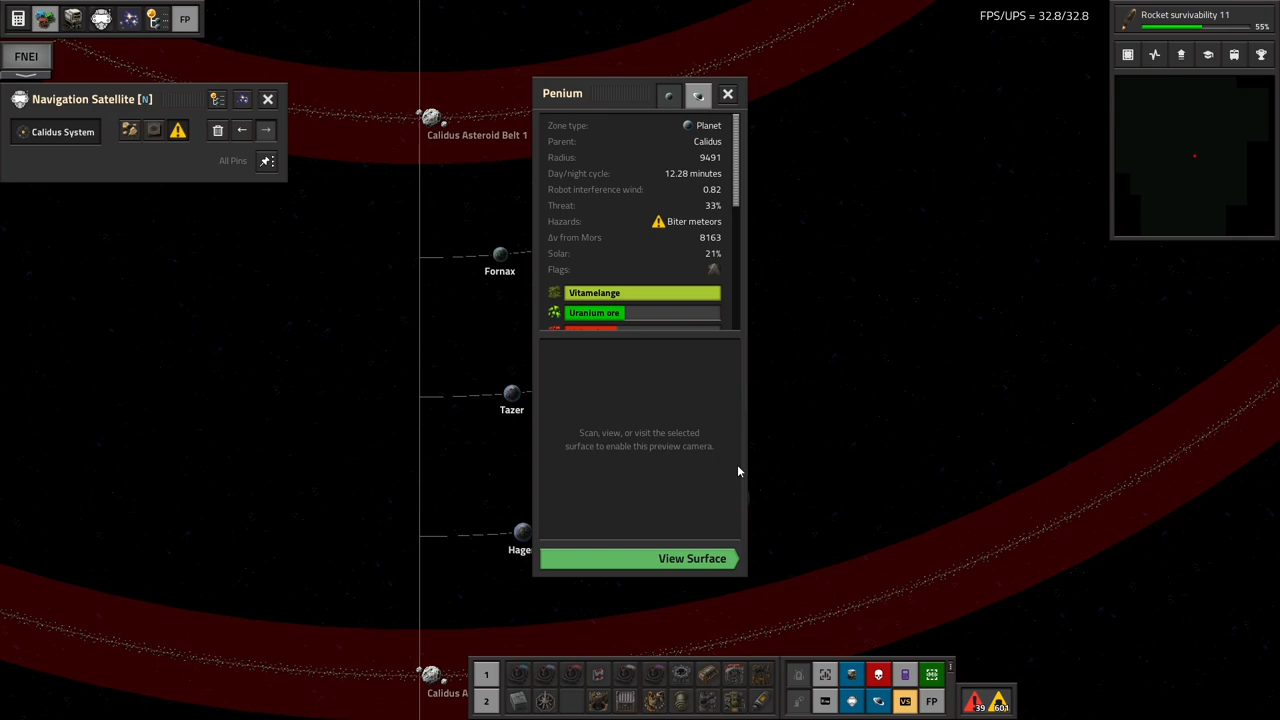 FP
FPS/UPS = 32.8/32.8
Rocket survivability 11
55%
FNEI
Navigation Satellite [N]
Calidus System
All Pins
Calidus Asteroid Belt 1
Fornax
Tazer
Hage
Calidus A
Penium
Zone type: Planet
Parent: Calidus
Radius: 9491
Day/night cycle: 12.28 minutes
Robot interference wind: 0.82
Threat: 33%
Hazards: Biter meteors
Δv from Mors 8163
Solar: 21%
Flags:
Vitamelange
Uranium ore
Scan, view, or visit the selected
surface to enable this preview camera.
View Surface
1
2
VS
FP
39
601